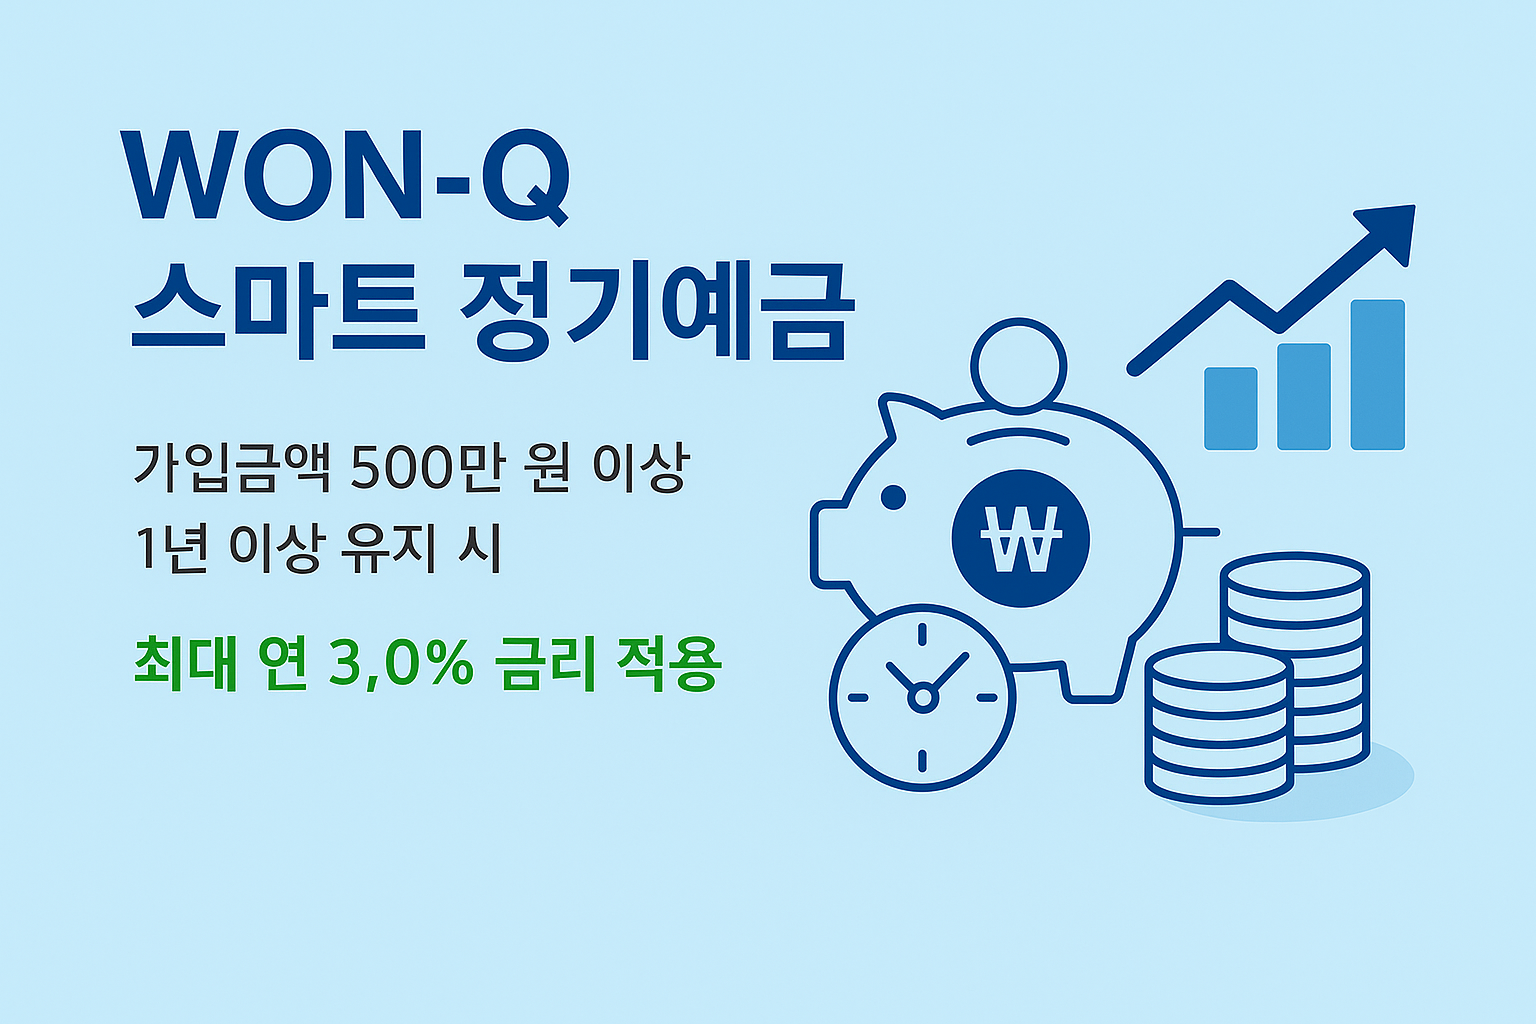 WON-Q
스마트 정기예금
가입금액 500만 원 이상
1년 이상 유지 시
최대 연 3,0% 금리 적용
₩